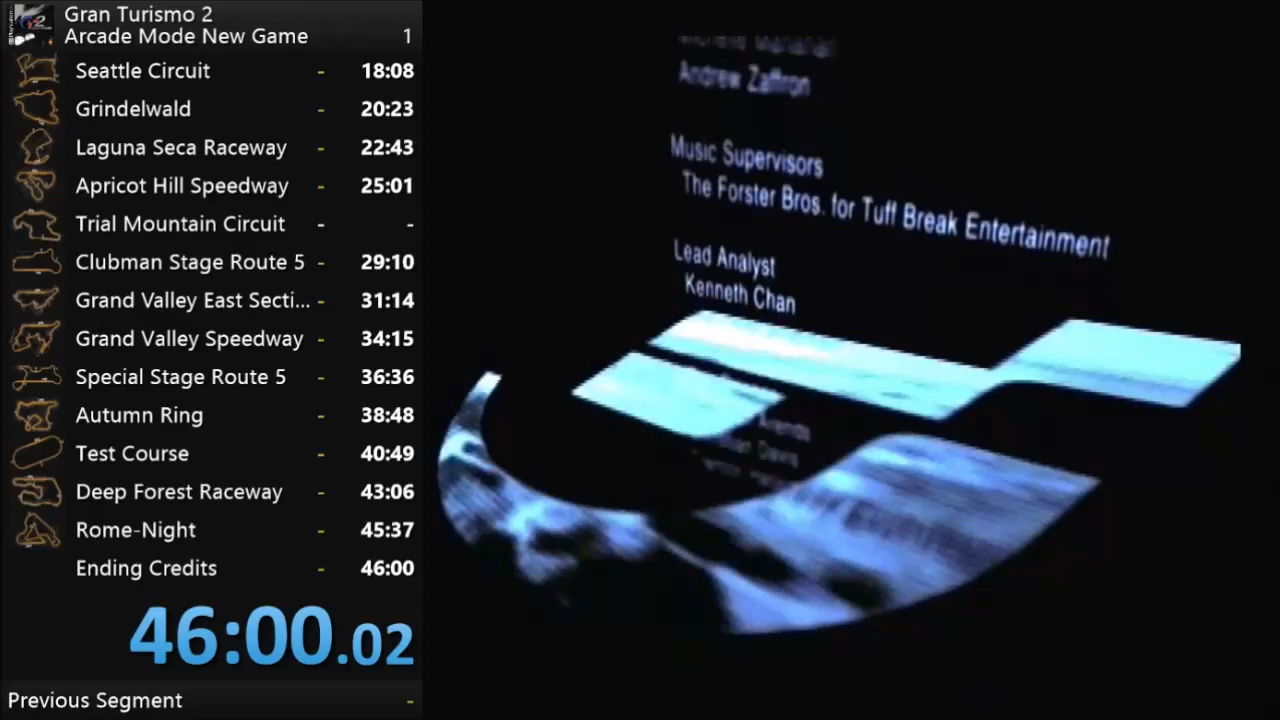 Gran Turismo 2
Arcade Mode New Game 1
Seattle Circuit - 18:08
Grindelwald - 20:23
Laguna Seca Raceway - 22:43
Apricot Hill Speedway - 25:01
Trial Mountain Circuit - -
Clubman Stage Route 5 - 29:10
Grand Valley East Secti... - 31:14
Grand Valley Speedway - 34:15
Special Stage Route 5 - 36:36
Autumn Ring - 38:48
Test Course - 40:49
Deep Forest Raceway - 43:06
Rome-Night - 45:37
Ending Credits - 46:00
46:00.02
Previous Segment -
Andrew Zaffron
Music Supervisors
The Forster Bros. for Tuff Break Entertainment
Lead Analyst
Kenneth Chan
Davis